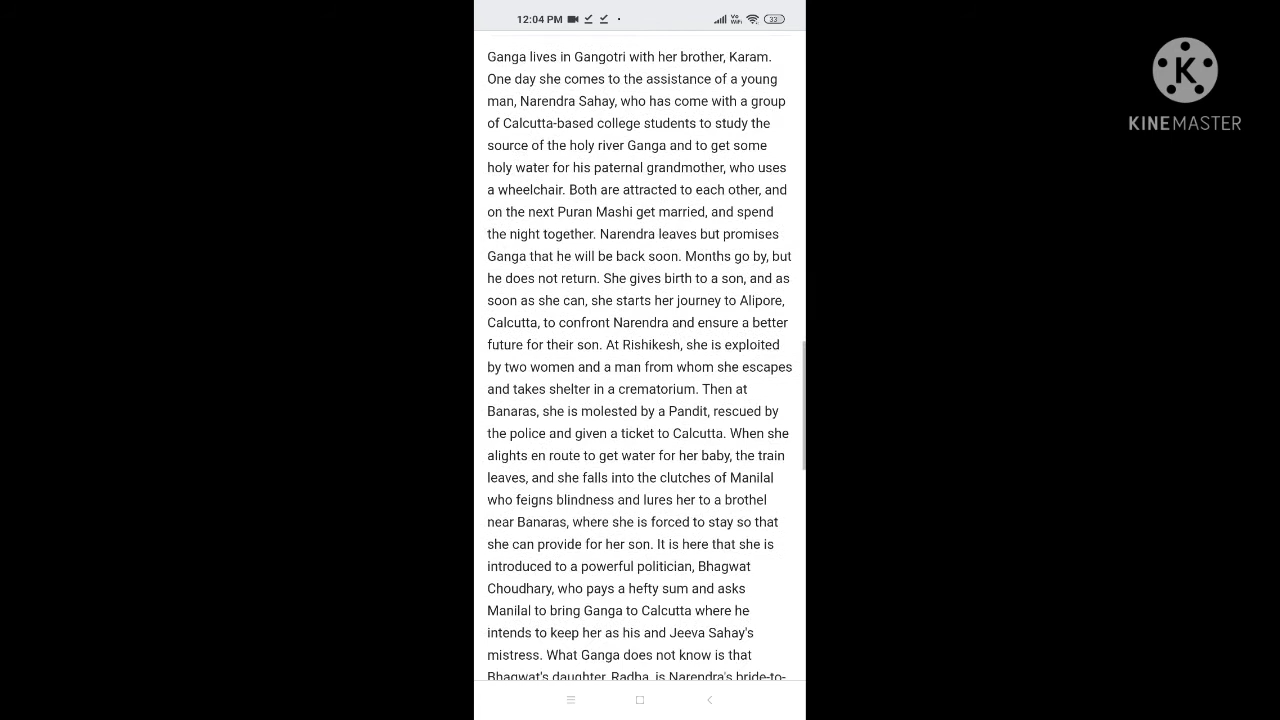 12:04 PM
Vo
WiFi
33
K
KINEMASTER
Ganga lives in Gangotri with her brother, Karam.
One day she comes to the assistance of a young
man, Narendra Sahay, who has come with a group
of Calcutta-based college students to study the
source of the holy river Ganga and to get some
holy water for his paternal grandmother, who uses
a wheelchair. Both are attracted to each other, and
on the next Puran Mashi get married, and spend
the night together. Narendra leaves but promises
Ganga that he will be back soon. Months go by, but
he does not return. She gives birth to a son, and as
soon as she can, she starts her journey to Alipore,
Calcutta, to confront Narendra and ensure a better
future for their son. At Rishikesh, she is exploited
by two women and a man from whom she escapes
and takes shelter in a crematorium. Then at
Banaras, she is molested by a Pandit, rescued by
the police and given a ticket to Calcutta. When she
alights en route to get water for her baby, the train
leaves, and she falls into the clutches of Manilal
who feigns blindness and lures her to a brothel
near Banaras, where she is forced to stay so that
she can provide for her son. It is here that she is
introduced to a powerful politician, Bhagwat
Choudhary, who pays a hefty sum and asks
Manilal to bring Ganga to Calcutta where he
intends to keep her as his and Jeeva Sahay's
mistress. What Ganga does not know is that
Bhagwat's daughter, Radha, is Narendra's bride-to-